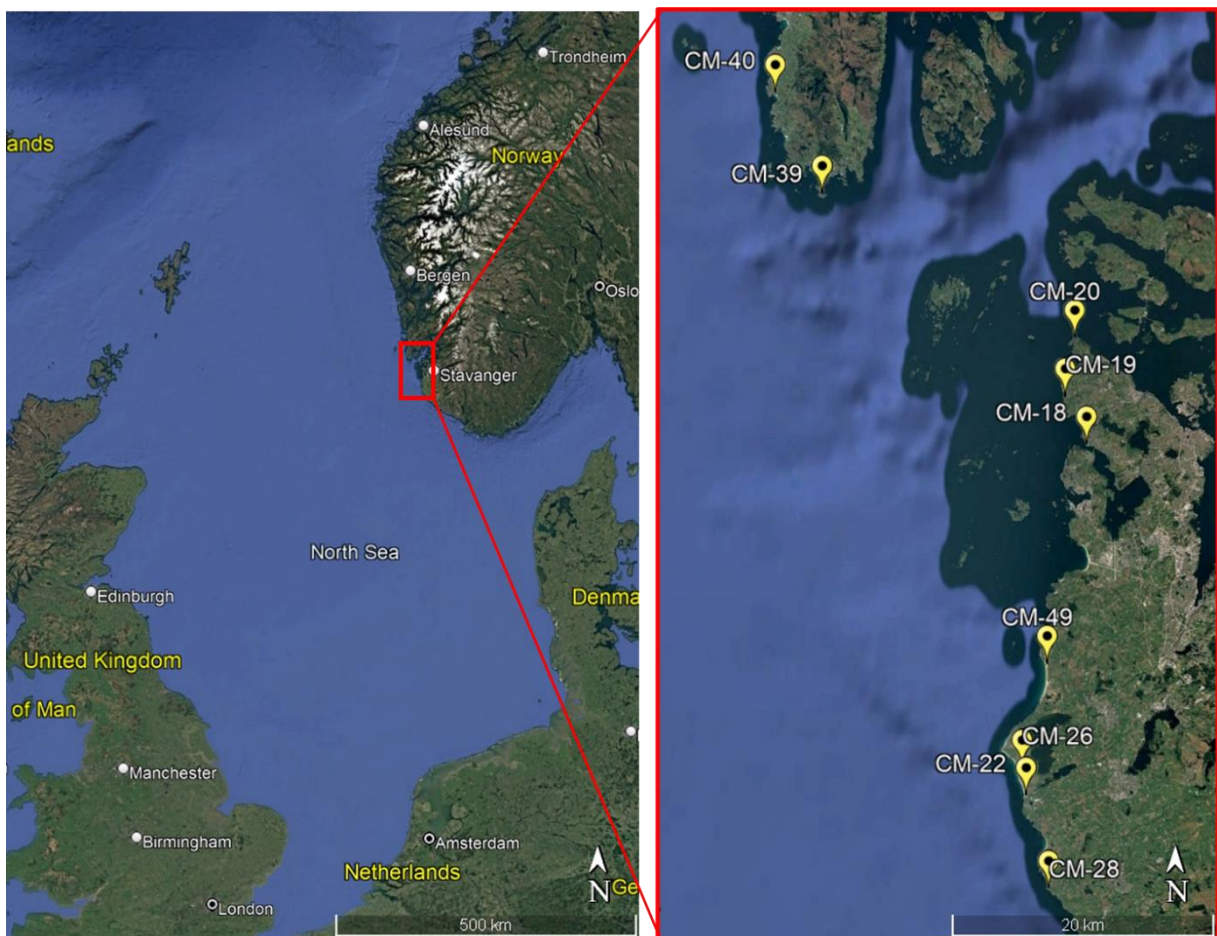 Trondheim
ands
Alesund
Norway
Bergen
Oslo
Stavanger
North Sea
Edinburgh
Denma
United Kingdom
of Man
Manchester
Birmingham
Amsterdam
Netherlands
N
Ge
London
500 km
CM-40
CM-39
CM-20
CM-19
CM-18
CM-49
CM-26
CM-22
CM-28
N
20 km